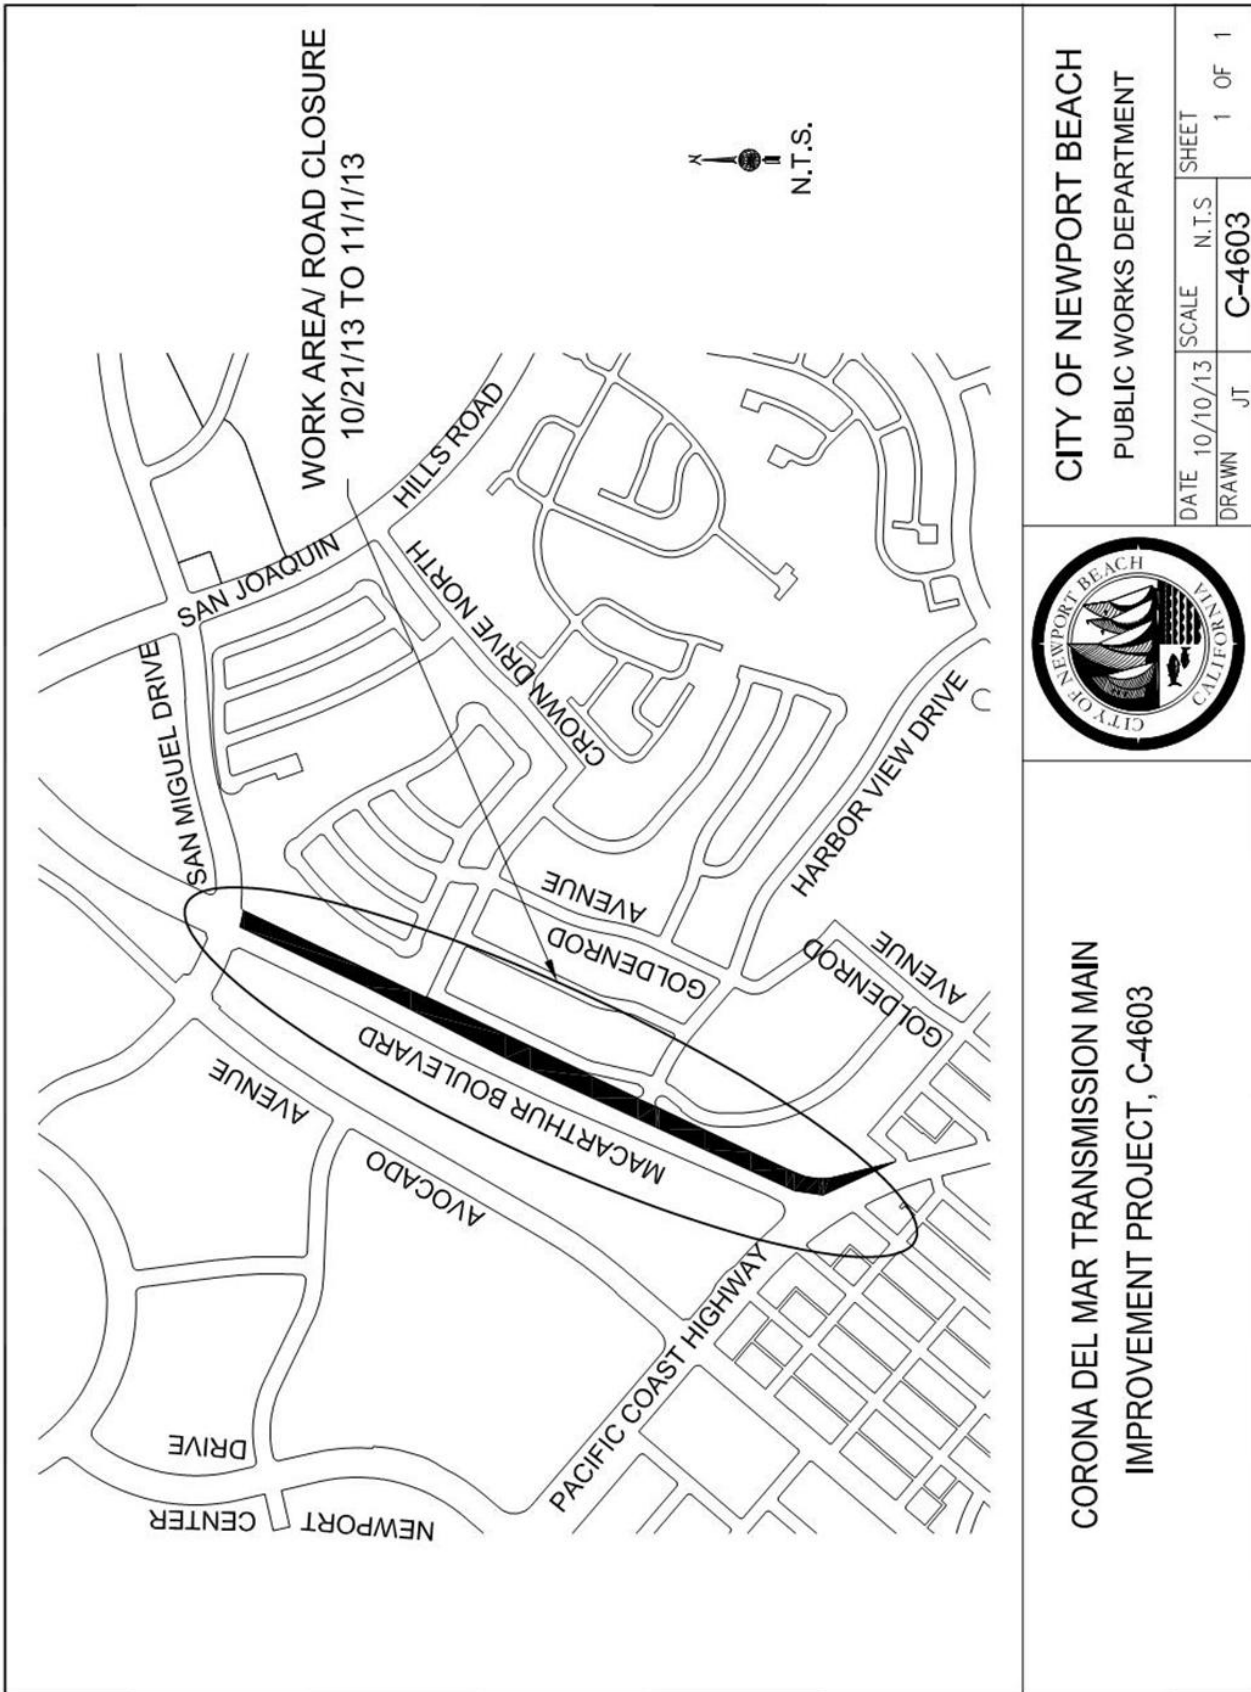 WORK AREA/ ROAD CLOSURE
10/21/13 TO 11/1/13
SAN MIGUEL DRIVE
SAN JOAQUIN
HILLS ROAD
CROWN DRIVE NORTH
AVENUE
GOLDENROD
HARBOR VIEW DRIVE
GOLDENROD
AVENUE
MACARTHUR BOULEVARD
AVENUE
AVOCADO
PACIFIC COAST HIGHWAY
NEWPORT
CENTER
DRIVE
N
N.T.S.
CORONA DEL MAR TRANSMISSION MAIN
IMPROVEMENT PROJECT, C-4603
CITY OF NEWPORT BEACH
CALIFORNIA
CITY OF NEWPORT BEACH
PUBLIC WORKS DEPARTMENT
DATE 10/10/13 SCALE N.T.S SHEET
1 OF 1
DRAWN JT C-4603